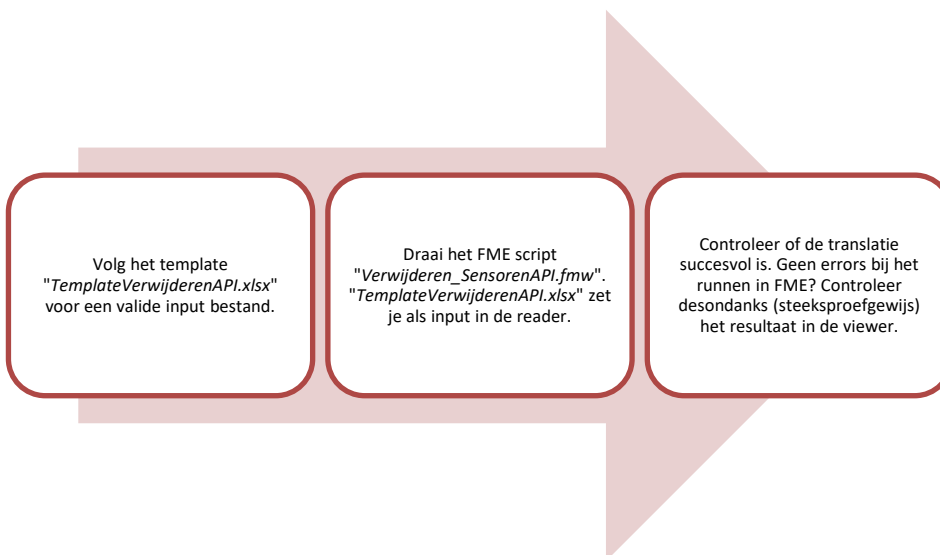 Volg het template
"TemplateVerwijderenAPI.xlsx"
voor een valide input bestand.
Draai het FME script
"Verwijderen_SensorenAPI.fmw".
"TemplateVerwijderenAPI.xlsx" zet
je als input in de reader.
Controleer of de translatie
succesvol is. Geen errors bij het
runnen in FME? Controleer
desondanks (steeksproefgewijs)
het resultaat in de viewer.